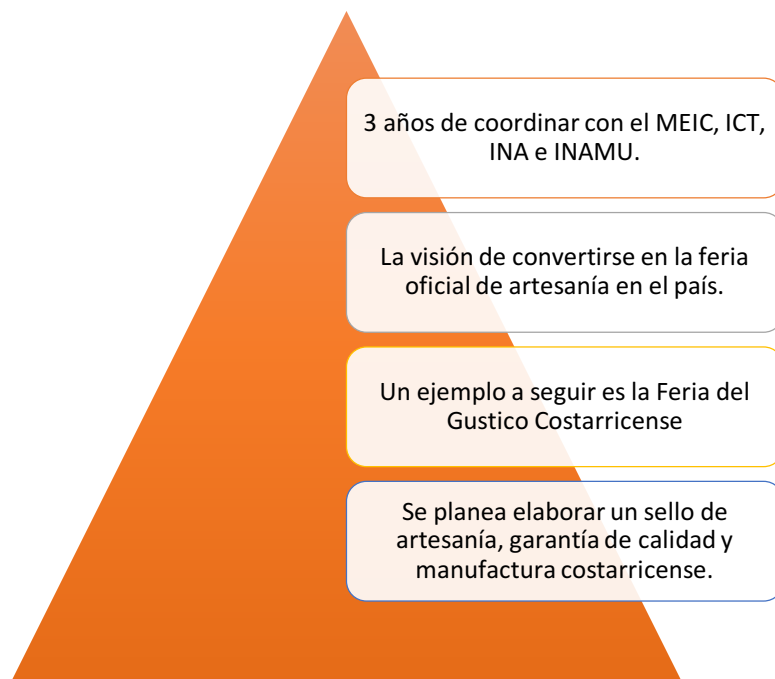 3 años de coordinar con el MEIC, ICT,
INA e INAMU.
La visión de convertirse en la feria
oficial de artesanía en el país.
Un ejemplo a seguir es la Feria del
Gustico Costarricense
Se planea elaborar un sello de
artesanía, garantía de calidad y
manufactura costarricense.